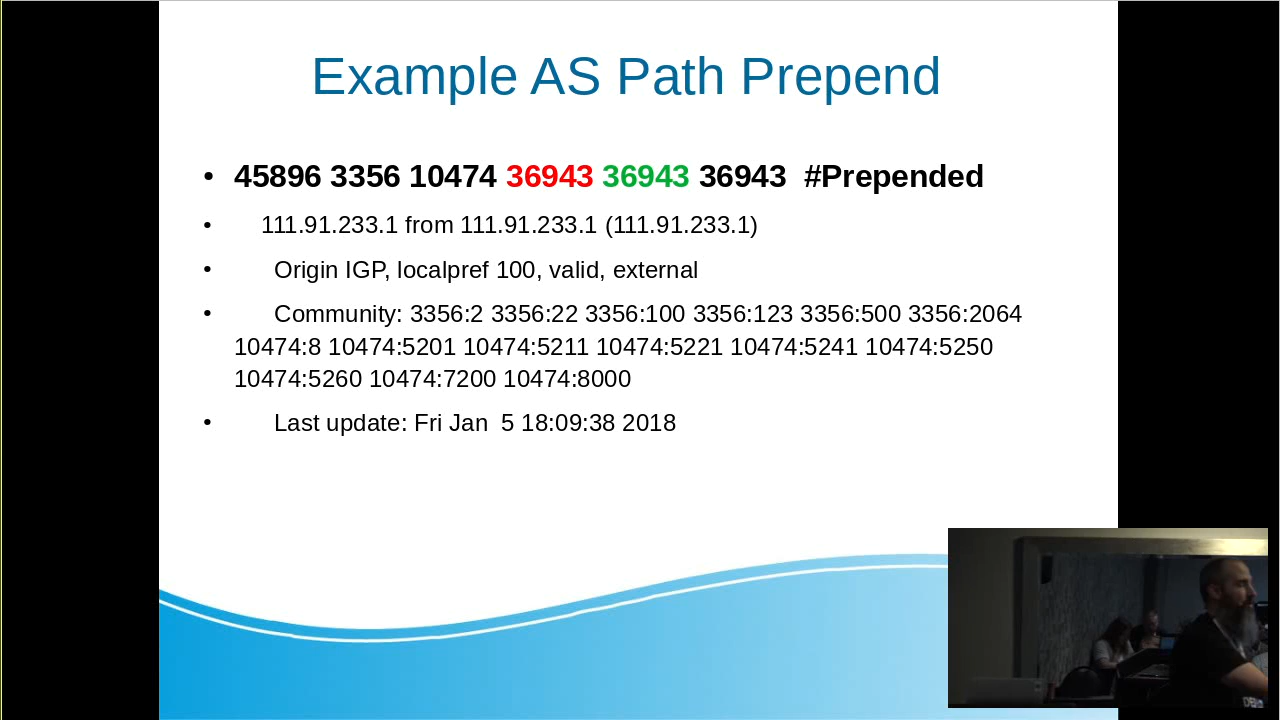 Example AS Path Prepend
• 45896 3356 10474 36943 36943 36943  #Prepended
• 111.91.233.1 from 111.91.233.1 (111.91.233.1)
• Origin IGP, localpref 100, valid, external
• Community: 3356:2 3356:22 3356:100 3356:123 3356:500 3356:2064
10474:8 10474:5201 10474:5211 10474:5221 10474:5241 10474:5250
10474:5260 10474:7200 10474:8000
• Last update: Fri Jan  5 18:09:38 2018